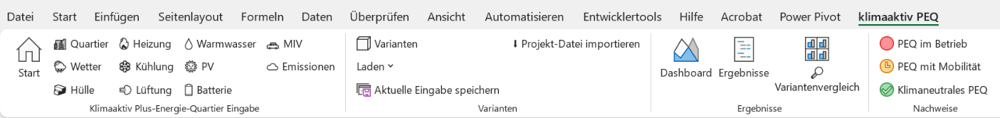 Datei Start Einfügen Seitenlayout Formeln Daten Überprüfen Ansicht Automatisieren Entwicklertools Hilfe Acrobat Power Pivot klimaaktiv PEQ
Start
Quartier Heizung Warmwasser MIV
Wetter Kühlung PV Emissionen
Hülle Lüftung Batterie
Klimaaktiv Plus-Energie-Quartier Eingabe
Varianten Projekt-Datei importieren
Laden
Aktuelle Eingabe speichern
Varianten
Dashboard Ergebnisse Variantenvergleich
Ergebnisse
PEQ im Betrieb
PEQ mit Mobilität
Klimaneutrales PEQ
Nachweise